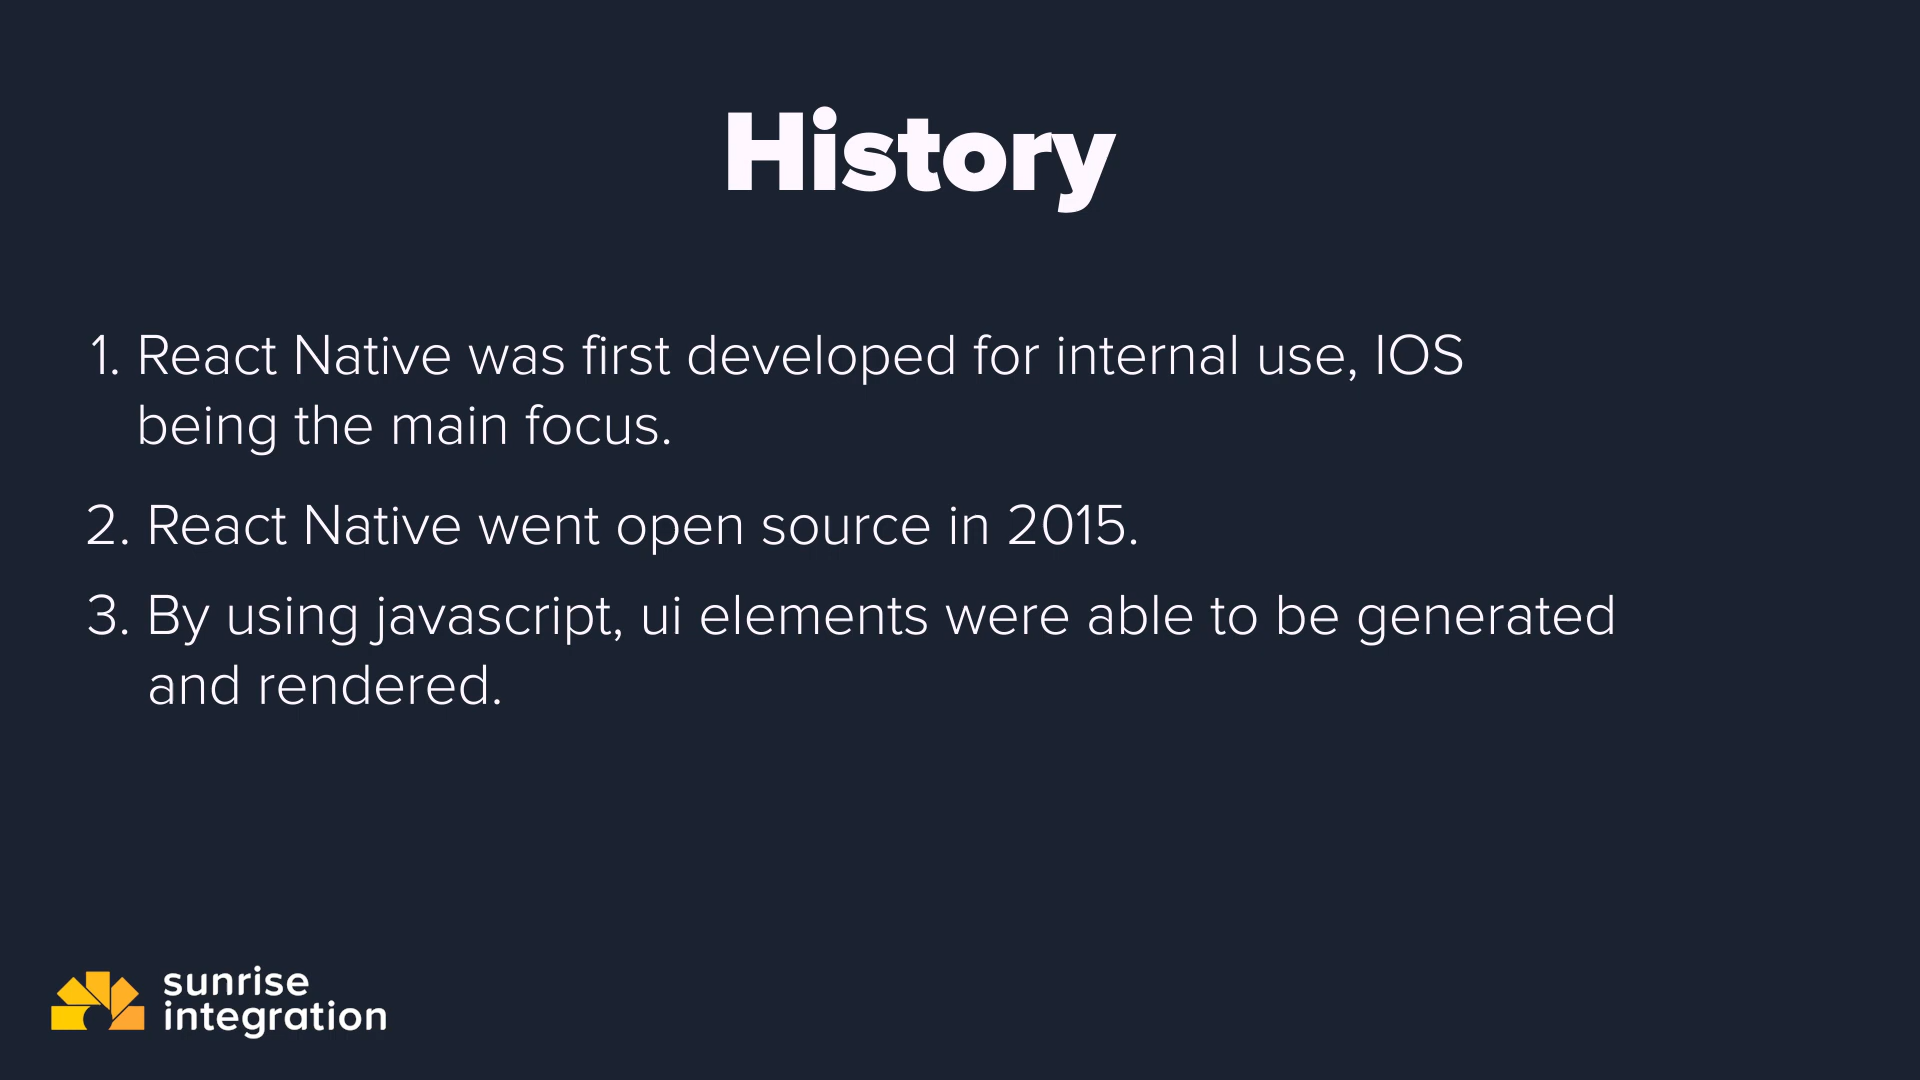 History
1. React Native was first developed for internal use, IOS
being the main focus.
2. React Native went open source in 2015.
3. By using javascript, ui elements were able to be generated
and rendered.
sunrise
integration